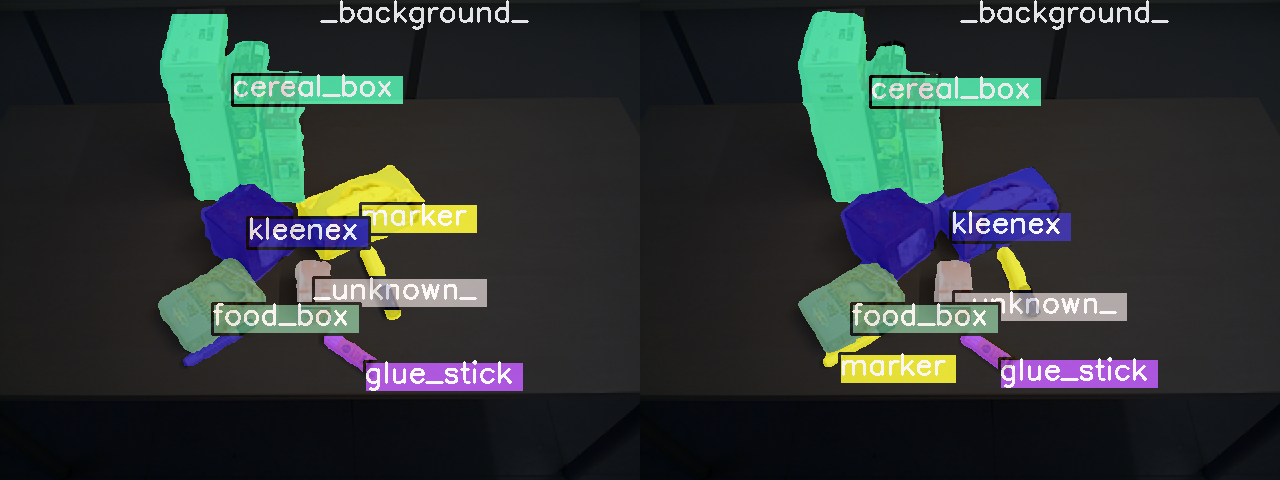 _background_
cereal_box
marker
kleenex
_unknown_
food_box
glue_stick
_background_
cereal_box
kleenex
_unknown_
food_box
marker
glue_stick